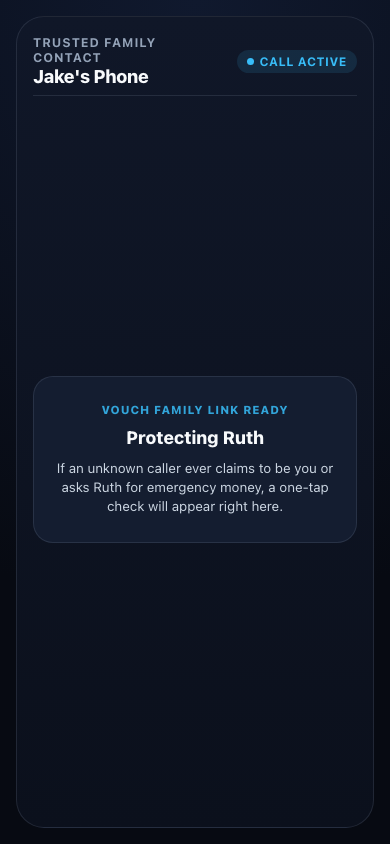 TRUSTED FAMILY
CONTACT
Jake's Phone
CALL ACTIVE
VOUCH FAMILY LINK READY
Protecting Ruth
If an unknown caller ever claims to be you or
asks Ruth for emergency money, a one-tap
check will appear right here.